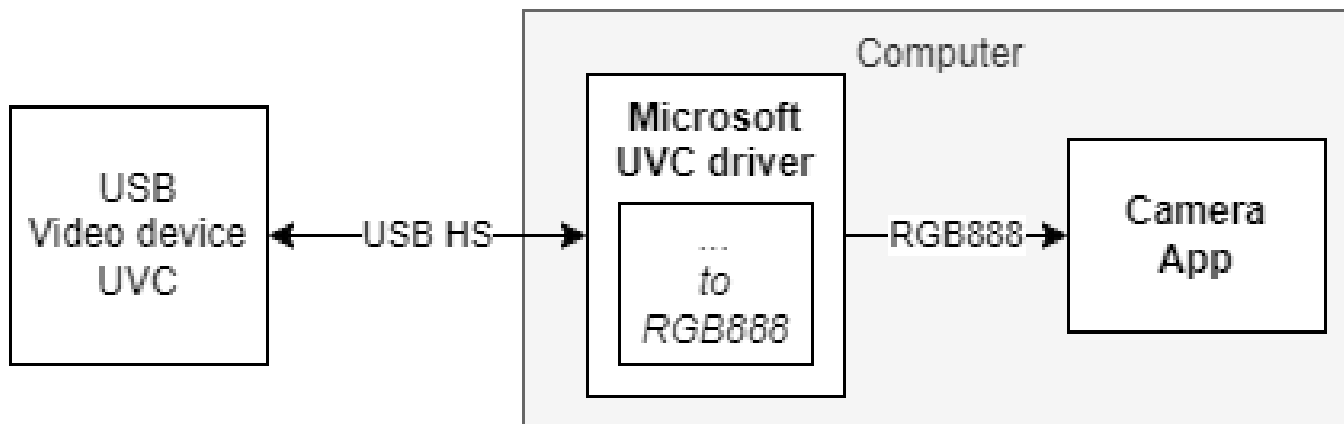 Computer
USB
Video device
UVC
USB HS
Microsoft
UVC driver
...
to
RGB888
RGB888
Camera
App